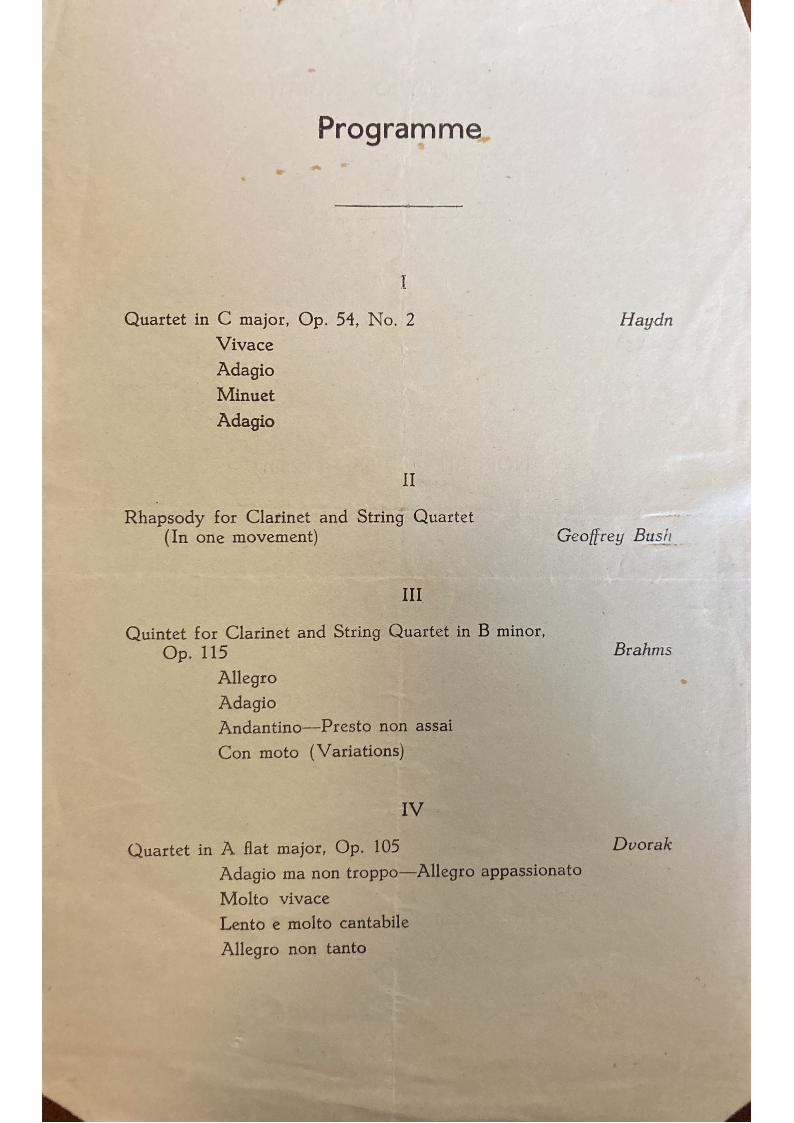 Programme
I
Quartet in C major, Op. 54, No. 2 Haydn
Vivace
Adagio
Minuet
Adagio
II
Rhapsody for Clarinet and String Quartet
(In one movement) Geoffrey Bush
III
Quintet for Clarinet and String Quartet in B minor,
Op. 115 Brahms
Allegro
Adagio
Andantino—Presto non assai
Con moto (Variations)
IV
Quartet in A flat major, Op. 105 Dvorak
Adagio ma non troppo—Allegro appassionato
Molto vivace
Lento e molto cantabile
Allegro non tanto